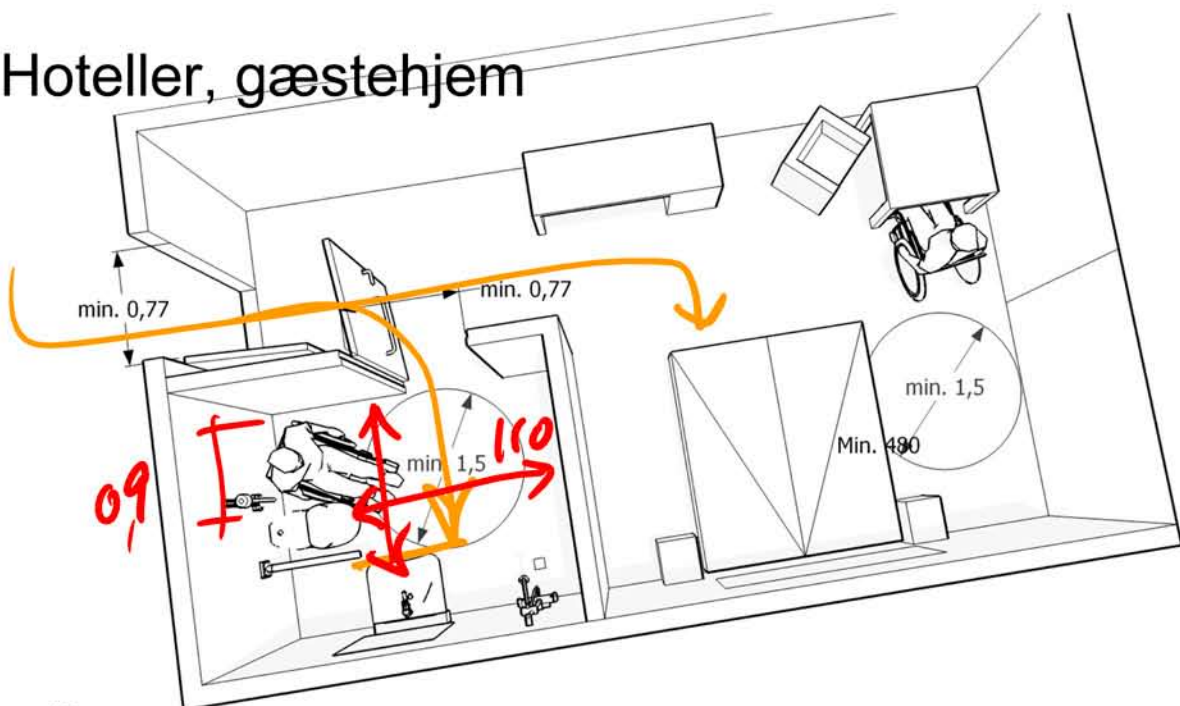 Hoteller, gæstehjem
min. 0,77
min. 0,77
min. 1,5
Min. 480
110
min. 1,5
0,9